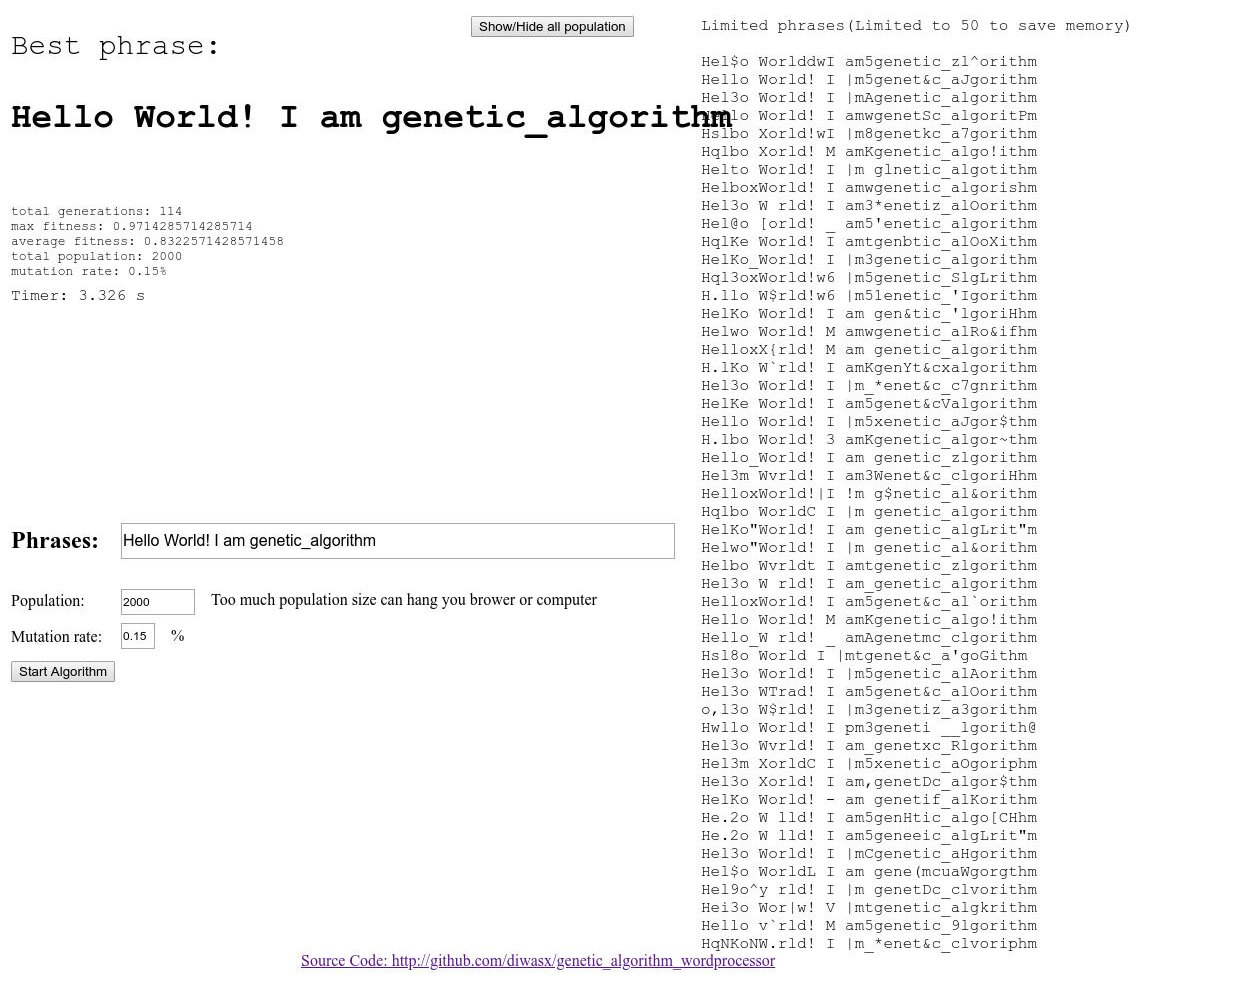 Show/Hide all population
Best phrase:
Hello World! I am genetic_algorithm
total generations: 114
max fitness: 0.9714285714285714
average fitness: 0.8322571428571458
total population: 2000
mutation rate: 0.15%
Timer: 3.326 s
Phrases: Hello World! I am genetic_algorithm
Population: 2000 Too much population size can hang you brower or computer
Mutation rate: 0.15 %
Start Algorithm
Limited phrases(Limited to 50 to save memory)
Hel$o WorlddwI am5genetic_zl^orithm
Hello World! I |m5genet&c_aJgorithm
Hel3o World! I |mAgenetic_algorithm
Hello World! I amwgenetSc_algoritPm
Hslbo Xorld!wI |m8genetkc_a7gorithm
Hqlbo Xorld! M amKgenetic_algo!ithm
Helto World! I |m glnetic_algotithm
HelboxWorld! I amwgenetic_algorishm
Hel3o W rld! I am3*enetiz_alOorithm
Hel@o [orld! _ am5'enetic_algorithm
HqlKe World! I amtgenbtic_alOoXithm
HelKo_World! I |m3genetic_algorithm
Hql3oxWorld!w6 |m5genetic_SlgLrithm
H.llo W$rld!w6 |m51enetic_'Igorithm
HelKo World! I am gen&tic_'lgoriHhm
Helwo World! M amwgenetic_alRo&ifhm
HelloxX{rld! M am genetic_algorithm
H.lKo W`rld! I amKgenYt&cxalgorithm
Hel3o World! I |m_*enet&c_c7gnrithm
HelKe World! I am5genet&cValgorithm
Hello World! I |m5xenetic_aJgor$thm
H.lbo World! 3 amKgenetic_algor~thm
Hello_World! I am genetic_zlgorithm
Hel3m Wvrld! I am3Wenet&c_clgoriHhm
HelloxWorld!|I !m g$netic_al&orithm
Hqlbo WorldC I |m genetic_algorithm
HelKo"World! I am genetic_algLrit"m
Helwo"World! I |m genetic_al&orithm
Helbo Wvrldt I amtgenetic_zlgorithm
Hel3o W rld! I am_genetic_algorithm
HelloxWorld! I am5genet&c_al`orithm
Hello World! M amKgenetic_algo!ithm
Hello_W rld! _ amAgenetmc_clgorithm
Hsl8o World I |mtgenet&c_a'goGithm
Hel3o World! I |m5genetic_alAorithm
Hel3o WTrad! I am5genet&c_alOorithm
o,l3o W$rld! I |m3genetiz_a3gorithm
Hwllo World! I pm3geneti __lgorith@
Hel3o Wvrld! I am_genetxc_Rlgorithm
Hel3m XorldC I |m5xenetic_aOgoriphm
Hel3o Xorld! I am,genetDc_algor$thm
HelKo World! - am genetif_alKorithm
He.2o W lld! I am5genHtic_algo[CHhm
He.2o W lld! I am5geneeic_algLrit"m
Hel3o World! I |mCgenetic_aHgorithm
Hel$o WorldL I am gene(mcuaWgorgthm
Hel9o^y rld! I |m genetDc_clvorithm
Hei3o Wor|w! V |mtgenetic_algkrithm
Hello v`rld! M am5genetic_9lgorithm
HqNKoNW.rld! I |m_*enet&c_clvoriphm
Source Code: http://github.com/diwasx/genetic_algorithm_wordprocessor